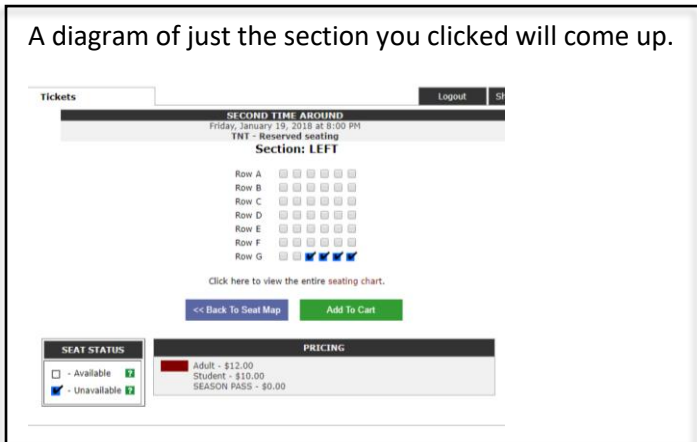 A diagram of just the section you clicked will come up.
Tickets
Logout
Sh
SECOND TIME AROUND
Friday, January 19, 2018 at 8:00 PM
TNT - Reserved seating
Section: LEFT
Row A
Row B
Row C
Row D
Row E
Row F
Row G
Click here to view the entire seating chart.
<< Back To Seat Map
Add To Cart
SEAT STATUS
- Available ?
- Unavailable ?
PRICING
Adult - $12.00
Student - $10.00
SEASON PASS - $0.00